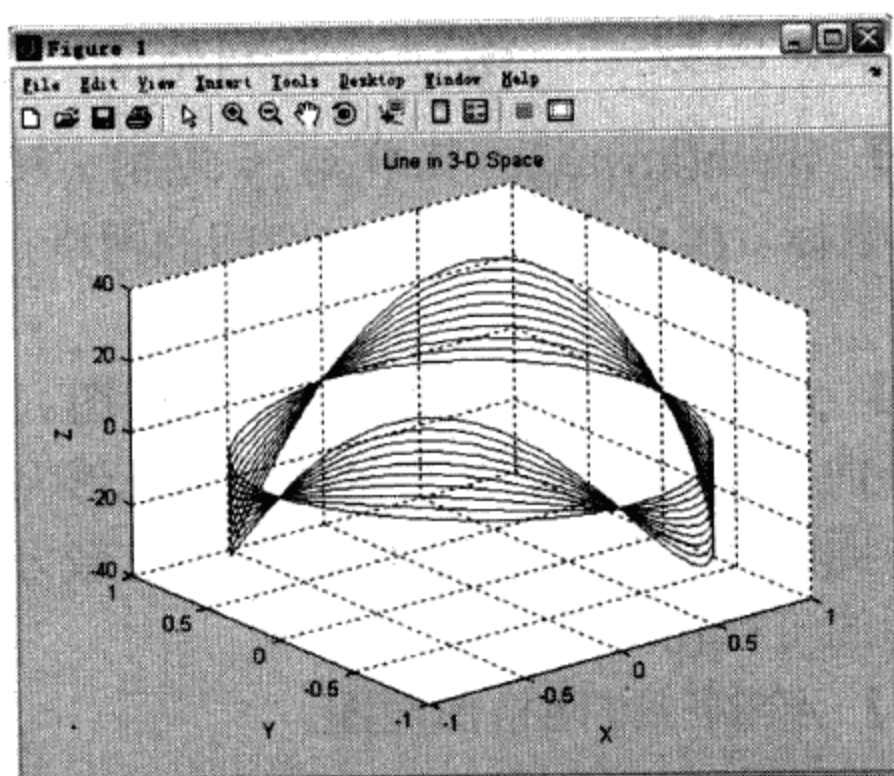 Figure 1
File Edit View Insert Tools Desktop Window Help
Line in 3-D Space
40
20
0
-20
-40
Z
1
0.5
0
-0.5
-1
Y
-1
-0.5
0
0.5
1
X